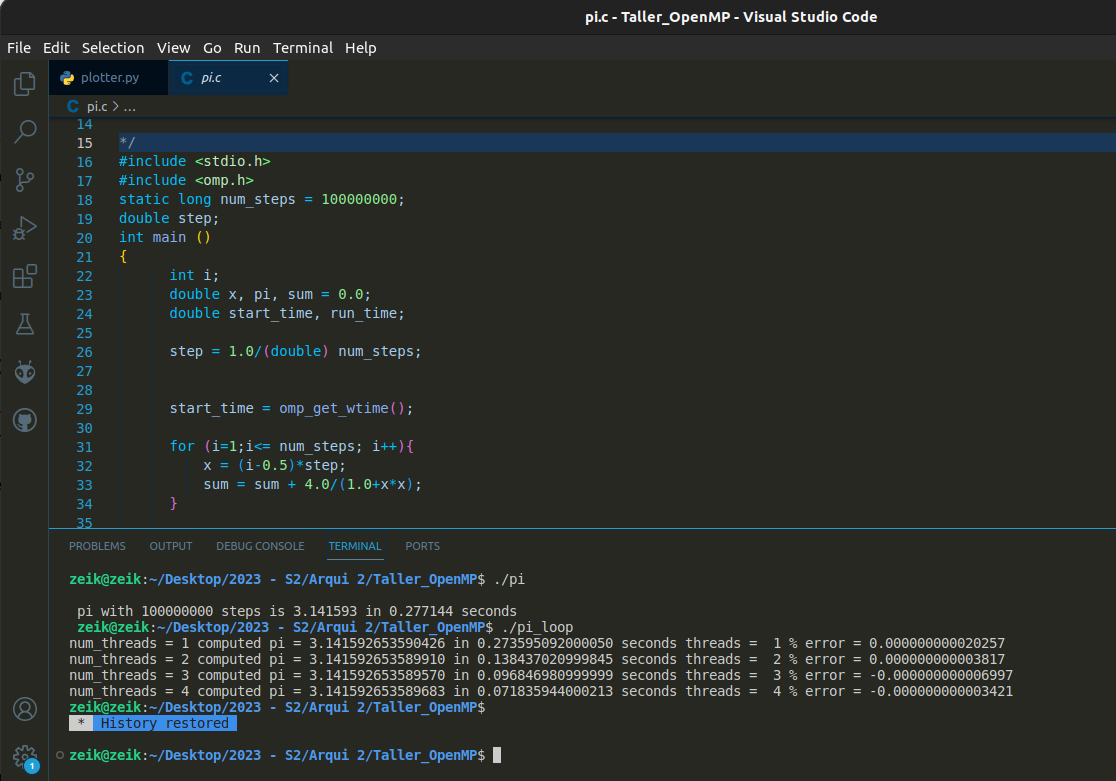 pi.c - Taller_OpenMP - Visual Studio Code
File Edit Selection View Go Run Terminal Help
plotter.py C pi.c ×
C pi.c > ...
14
15 */
16 #include <stdio.h>
17 #include <omp.h>
18 static long num_steps = 100000000;
19 double step;
20 int main ()
21 {
22 int i;
23 double x, pi, sum = 0.0;
24 double start_time, run_time;
25
26 step = 1.0/(double) num_steps;
27
28
29 start_time = omp_get_wtime();
30
31 for (i=1;i<= num_steps; i++){
32 x = (i-0.5)*step;
33 sum = sum + 4.0/(1.0+x*x);
34 }
35
PROBLEMS OUTPUT DEBUG CONSOLE TERMINAL PORTS
zeik@zeik:~/Desktop/2023 - S2/Arqui 2/Taller_OpenMP$ ./pi
pi with 100000000 steps is 3.141593 in 0.277144 seconds
zeik@zeik:~/Desktop/2023 - S2/Arqui 2/Taller_OpenMP$ ./pi_loop
num_threads = 1 computed pi = 3.141592653590426 in 0.273595092000050 seconds threads =  1 % error = 0.000000000020257
num_threads = 2 computed pi = 3.141592653589910 in 0.138437020999845 seconds threads =  2 % error = 0.000000000003817
num_threads = 3 computed pi = 3.141592653589570 in 0.096846980999999 seconds threads =  3 % error = -0.000000000006997
num_threads = 4 computed pi = 3.141592653589683 in 0.071835944000213 seconds threads =  4 % error = -0.000000000003421
zeik@zeik:~/Desktop/2023 - S2/Arqui 2/Taller_OpenMP$
* History restored
zeik@zeik:~/Desktop/2023 - S2/Arqui 2/Taller_OpenMP$
1